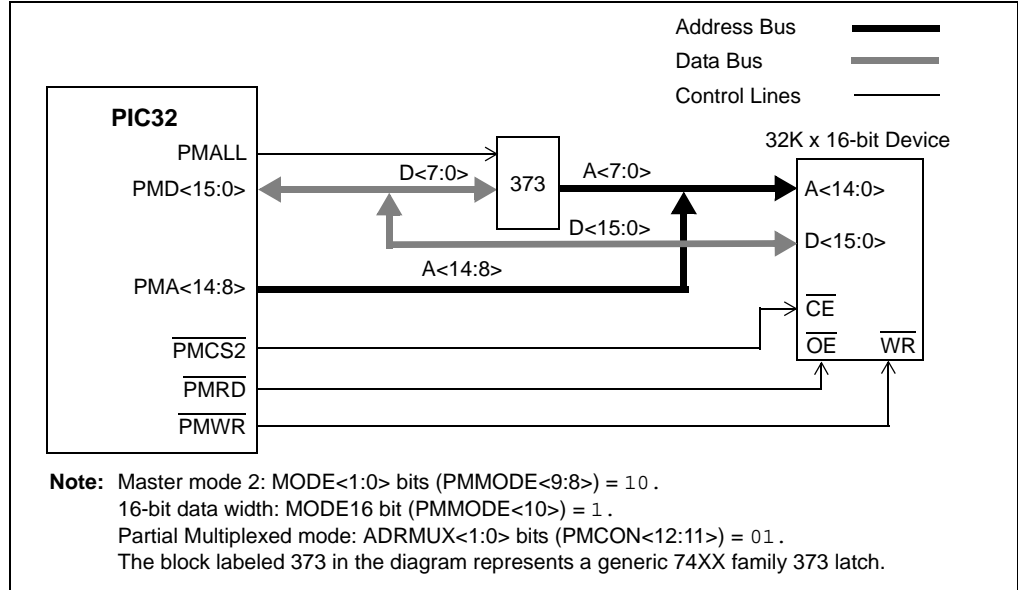 Address Bus
Data Bus
Control Lines
PIC32
32K x 16-bit Device
PMALL
D<7:0>
373
A<7:0>
PMD<15:0>
A<14:0>
D<15:0>
D<15:0>
A<14:8>
PMA<14:8>
CE
PMCS2
OE
WR
PMRD
PMWR
Note: Master mode 2: MODE<1:0> bits (PMMODE<9:8>) = 10.
16-bit data width: MODE16 bit (PMMODE<10>) = 1.
Partial Multiplexed mode: ADRMUX<1:0> bits (PMCON<12:11>) = 01.
The block labeled 373 in the diagram represents a generic 74XX family 373 latch.